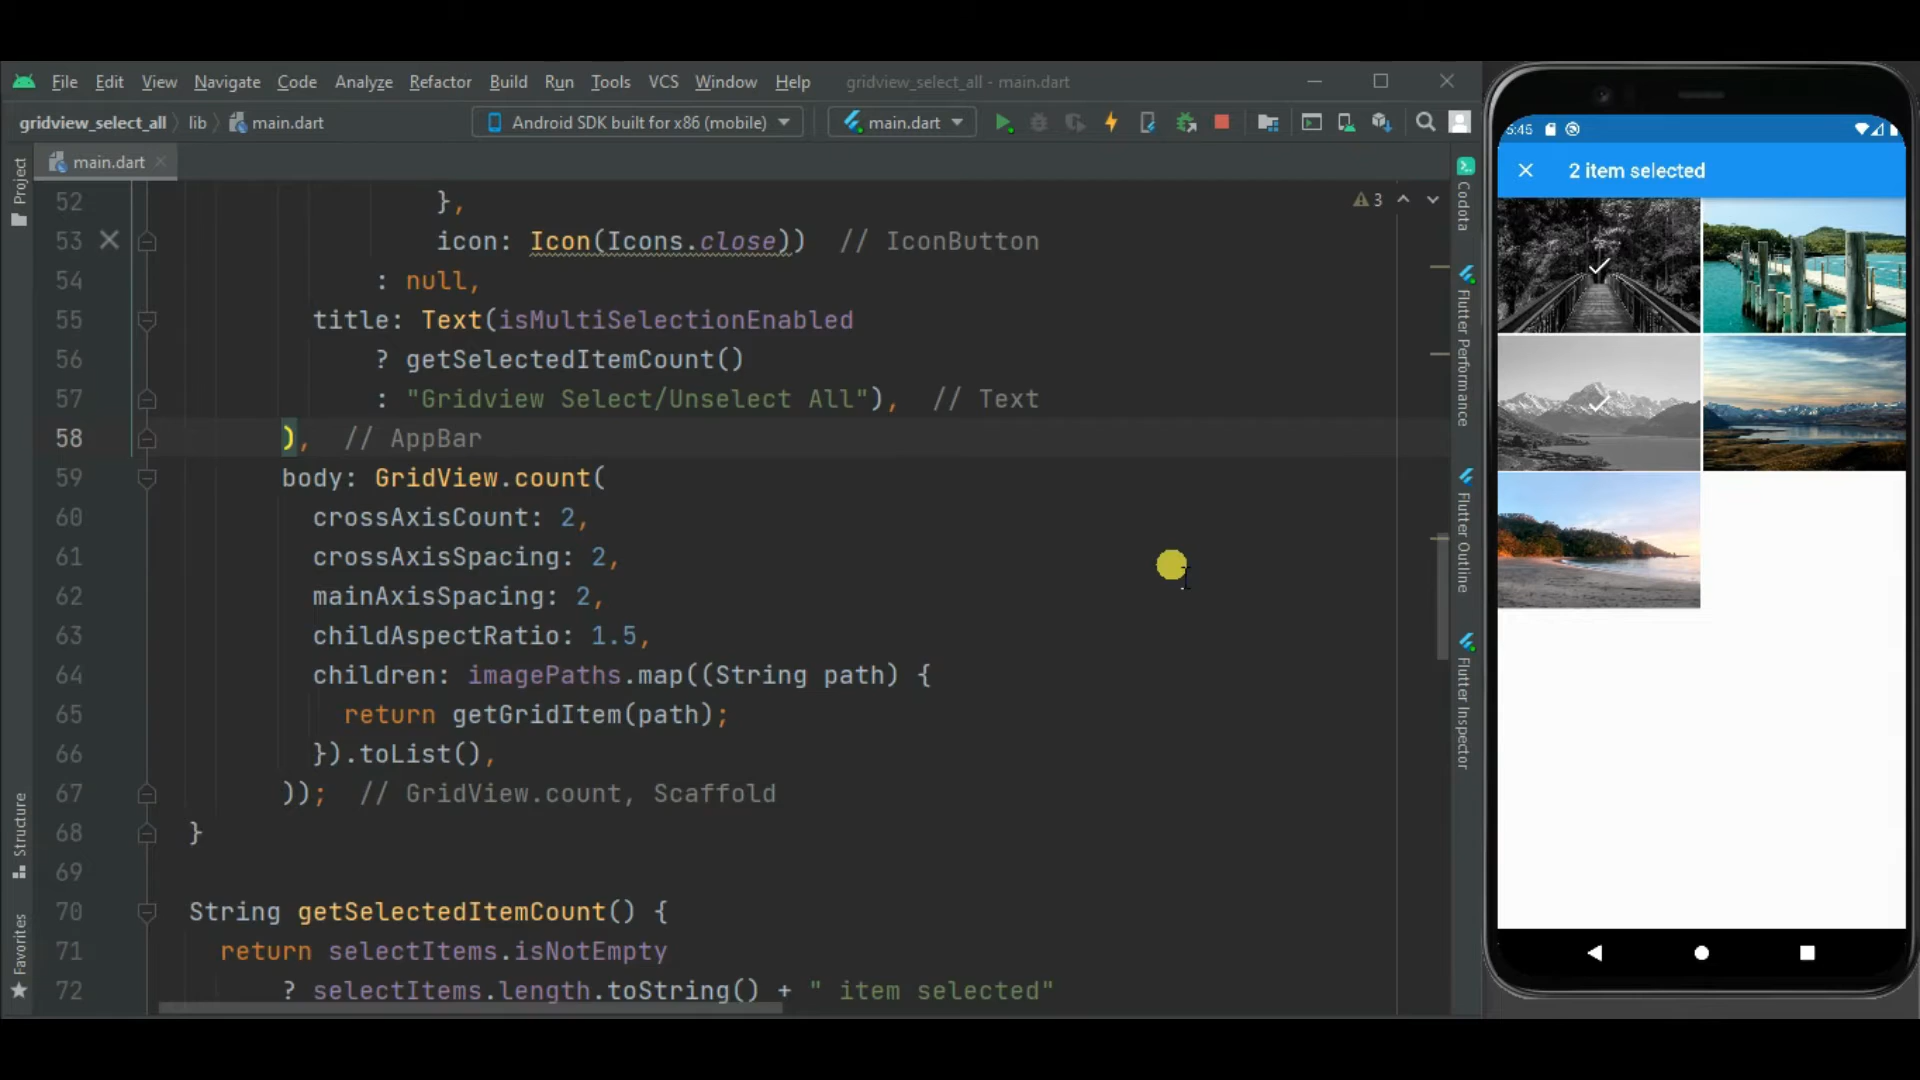 File Edit View Navigate Code Analyze Refactor Build Run Tools VCS Window Help gridview_select_all - main.dart
gridview_select_all lib main.dart Android SDK built for x86 (mobile) main.dart
main.dart
Project
Structure
Favorites
3
52 },
53 icon: Icon(Icons.close)) // IconButton
54 : null,
55 title: Text(isMultiSelectionEnabled
56 ? getSelectedItemCount()
57 : "Gridview Select/Unselect All"), // Text
58 ), // AppBar
59 body: GridView.count(
60 crossAxisCount: 2,
61 crossAxisSpacing: 2,
62 mainAxisSpacing: 2,
63 childAspectRatio: 1.5,
64 children: imagePaths.map((String path) {
65 return getGridItem(path);
66 }).toList(),
67 )); // GridView.count, Scaffold
68 }
69
70 String getSelectedItemCount() {
71 return selectItems.isNotEmpty
72 ? selectItems.length.toString() + " item selected"
Codota
Flutter Performance
Flutter Outline
Flutter Inspector
5:45
2 item selected